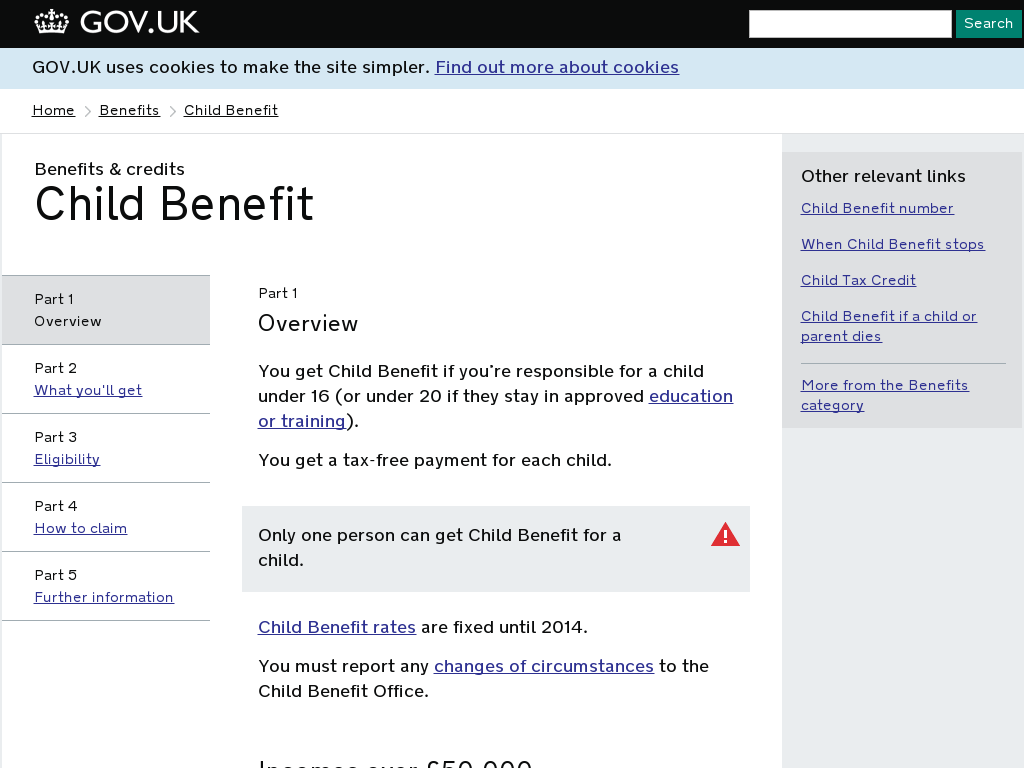 GOV.UK
Search
GOV.UK uses cookies to make the site simpler. Find out more about cookies
Home
Benefits
Child Benefit
Benefits & credits
Child Benefit
Part 1
Overview
Part 2
What you'll get
Part 3
Eligibility
Part 4
How to claim
Part 5
Further information
Part 1
Overview
You get Child Benefit if you're responsible for a child
under 16 (or under 20 if they stay in approved education
or training).
You get a tax-free payment for each child.
Only one person can get Child Benefit for a
child.
Child Benefit rates are fixed until 2014.
You must report any changes of circumstances to the
Child Benefit Office.
Incomes over £50,000
Other relevant links
Child Benefit number
When Child Benefit stops
Child Tax Credit
Child Benefit if a child or
parent dies
More from the Benefits
category